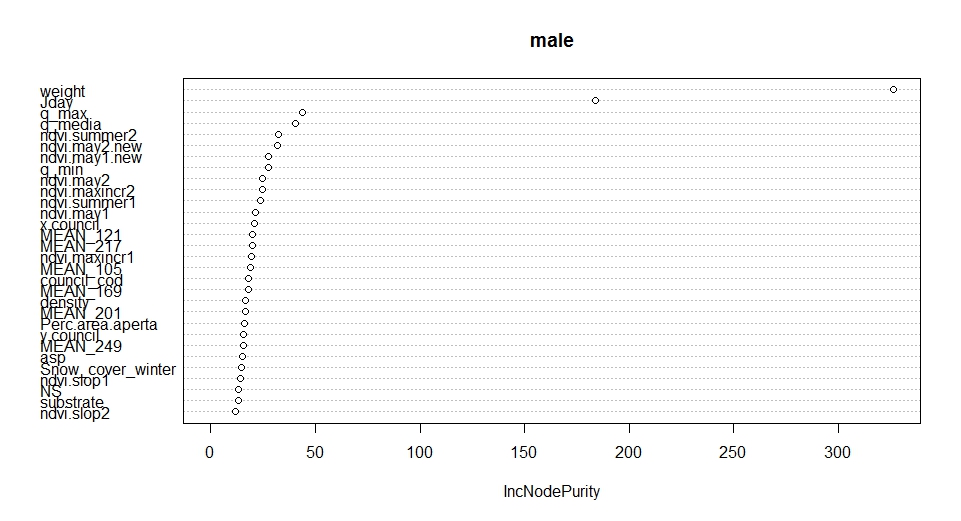 male
weight
Jday
q_max
q_media
ndvi.summer2
ndvi.may2.new
ndvi.may1.new
q_min
ndvi.may2
ndvi.maxincr2
ndvi.summer1
ndvi.may1
x.council
MEAN_121
MEAN_217
ndvi.maxincr1
MEAN_105
council_cod
MEAN_169
density
MEAN_201
Perc.area.aperta
y.council
MEAN_249
asp
Snow_cover_winter
ndvi.slop1
NS
substrate
ndvi.slop2
0 50 100 150 200 250 300
IncNodePurity